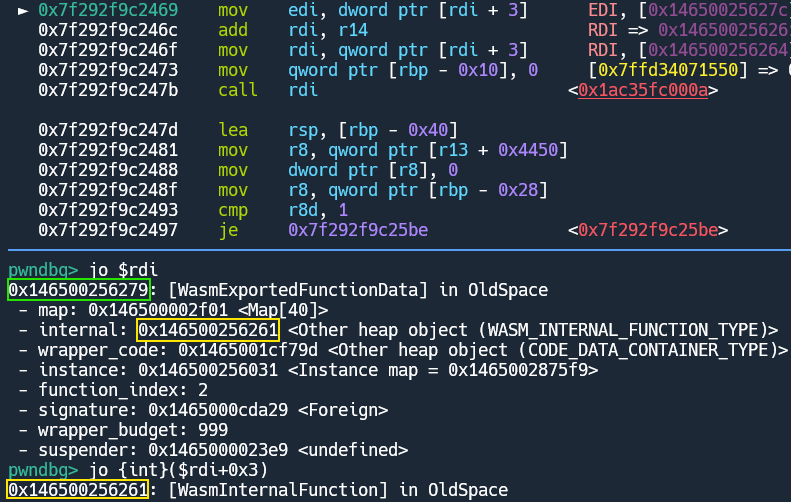 ► 0x7f292f9c2469 mov edi, dword ptr [rdi + 3] EDI, [0x14650025627c]
0x7f292f9c246c add rdi, r14 RDI => 0x14650025626
0x7f292f9c246f mov rdi, qword ptr [rdi + 3] RDI, [0x146500256264]
0x7f292f9c2473 mov qword ptr [rbp - 0x10], 0 [0x7ffd34071550] => 0
0x7f292f9c247b call rdi <0x1ac35fc000a>
0x7f292f9c247d lea rsp, [rbp - 0x40]
0x7f292f9c2481 mov r8, qword ptr [r13 + 0x4450]
0x7f292f9c2488 mov dword ptr [r8], 0
0x7f292f9c248f mov r8, qword ptr [rbp - 0x28]
0x7f292f9c2493 cmp r8d, 1
0x7f292f9c2497 je 0x7f292f9c25be <0x7f292f9c25be>
pwndbg> jo $rdi
0x146500256279: [WasmExportedFunctionData] in OldSpace
- map: 0x146500002f01 <Map[40]>
- internal: 0x146500256261 <Other heap object (WASM_INTERNAL_FUNCTION_TYPE)>
- wrapper_code: 0x1465001cf79d <Other heap object (CODE_DATA_CONTAINER_TYPE)>
- instance: 0x146500256031 <Instance map = 0x1465002875f9>
- function_index: 2
- signature: 0x1465000cda29 <Foreign>
- wrapper_budget: 999
- suspender: 0x1465000023e9 <undefined>
pwndbg> jo {int}($rdi+0x3)
0x146500256261: [WasmInternalFunction] in OldSpace